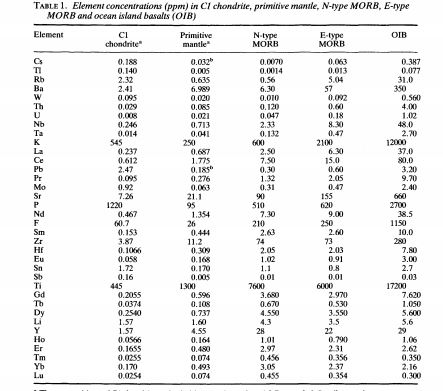 TABLE 1. Element concentrations (ppm) in C1 chondrite, primitive mantle, N-type MORB, E-type
MORB and ocean island basalts (OIB)
Element C1 chondriteᵃ Primitive mantleᵃ N-type MORB E-type MORB OIB
Cs 0.188 0.032ᵇ 0.0070 0.063 0.387
Tl 0.140 0.005 0.0014 0.013 0.077
Rb 2.32 0.635 0.56 5.04 31.0
Ba 2.41 6.989 6.30 57 350
W 0.095 0.020 0.010 0.092 0.560
Th 0.029 0.085 0.120 0.60 4.00
U 0.008 0.021 0.047 0.18 1.02
Nb 0.246 0.713 2.33 8.30 48.0
Ta 0.014 0.041 0.132 0.47 2.70
K 545 250 600 2100 12000
La 0.237 0.687 2.50 6.30 37.0
Ce 0.612 1.775 7.50 15.0 80.0
Pb 2.47 0.185ᵇ 0.30 0.60 3.20
Pr 0.095 0.276 1.32 2.05 9.70
Mo 0.92 0.063 0.31 0.47 2.40
Sr 7.26 21.1 90 155 660
P 1220 95 510 620 2700
Nd 0.467 1.354 7.30 9.00 38.5
F 60.7 26 210 250 1150
Sm 0.153 0.444 2.63 2.60 10.0
Zr 3.87 11.2 74 73 280
Hf 0.1066 0.309 2.05 2.03 7.80
Eu 0.058 0.168 1.02 0.91 3.00
Sn 1.72 0.170 1.1 0.8 2.7
Sb 0.16 0.005 0.01 0.01 0.03
Ti 445 1300 7600 6000 17200
Gd 0.2055 0.596 3.680 2.970 7.620
Tb 0.0374 0.108 0.670 0.530 1.050
Dy 0.2540 0.737 4.550 3.550 5.600
Li 1.57 1.60 4.3 3.5 5.6
Y 1.57 4.55 28 22 29
Ho 0.0566 0.164 1.01 0.790 1.06
Er 0.1655 0.480 2.97 2.31 2.62
Tm 0.0255 0.074 0.456 0.356 0.350
Yb 0.170 0.493 3.05 2.37 2.16
Lu 0.0254 0.074 0.455 0.354 0.300